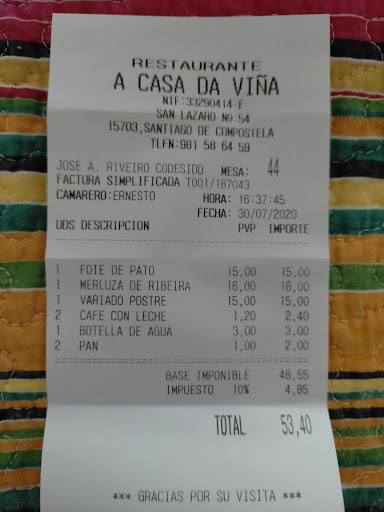 RESTAURANTE
A CASA DA VIÑA
NIF:33290414-F
SAN LAZARO NO:54
15703,SANTIAGO DE COMPOSTELA
TLFN:981 58 64 59
JOSE A. RIVEIRO CODESIDO MESA: 44
FACTURA SIMPLIFICADA T001/187043
CAMARERO:ERNESTO HORA: 16:37:45
FECHA: 30/07/2020
UDS DESCRIPCION PVP IMPORTE
1 FOIE DE PATO 15,00 15,00
1 MERLUZA DE RIBEIRA 16,00 16,00
1 VARIADO POSTRE 15,00 15,00
2 CAFE CON LECHE 1,20 2,40
1 BOTELLA DE AGUA 3,00 3,00
2 PAN 1,00 2,00
BASE IMPONIBLE 48,55
IMPUESTO 10% 4,85
TOTAL 53,40
*** GRACIAS POR SU VISITA ***